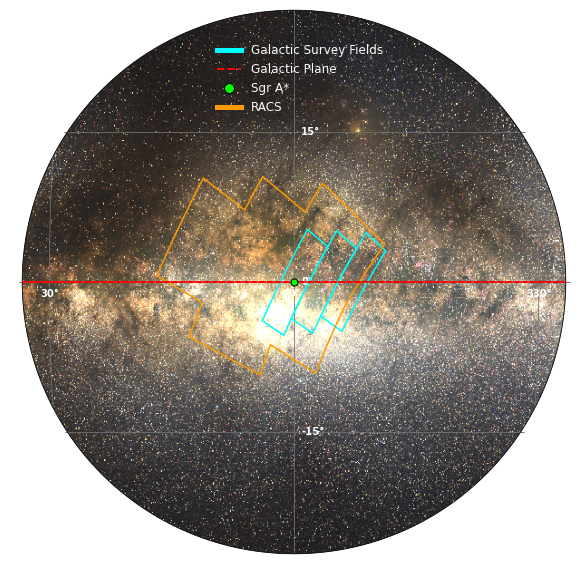 Galactic Survey Fields
Galactic Plane
Sgr A*
RACS
15°
30°
-15°